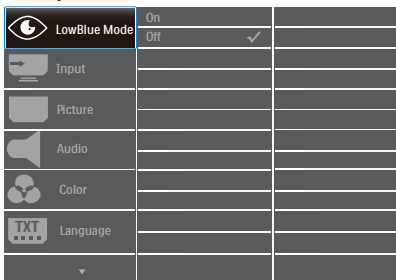 LowBlue Mode
On
Off
Input
Picture
Audio
Color
TXT
Language